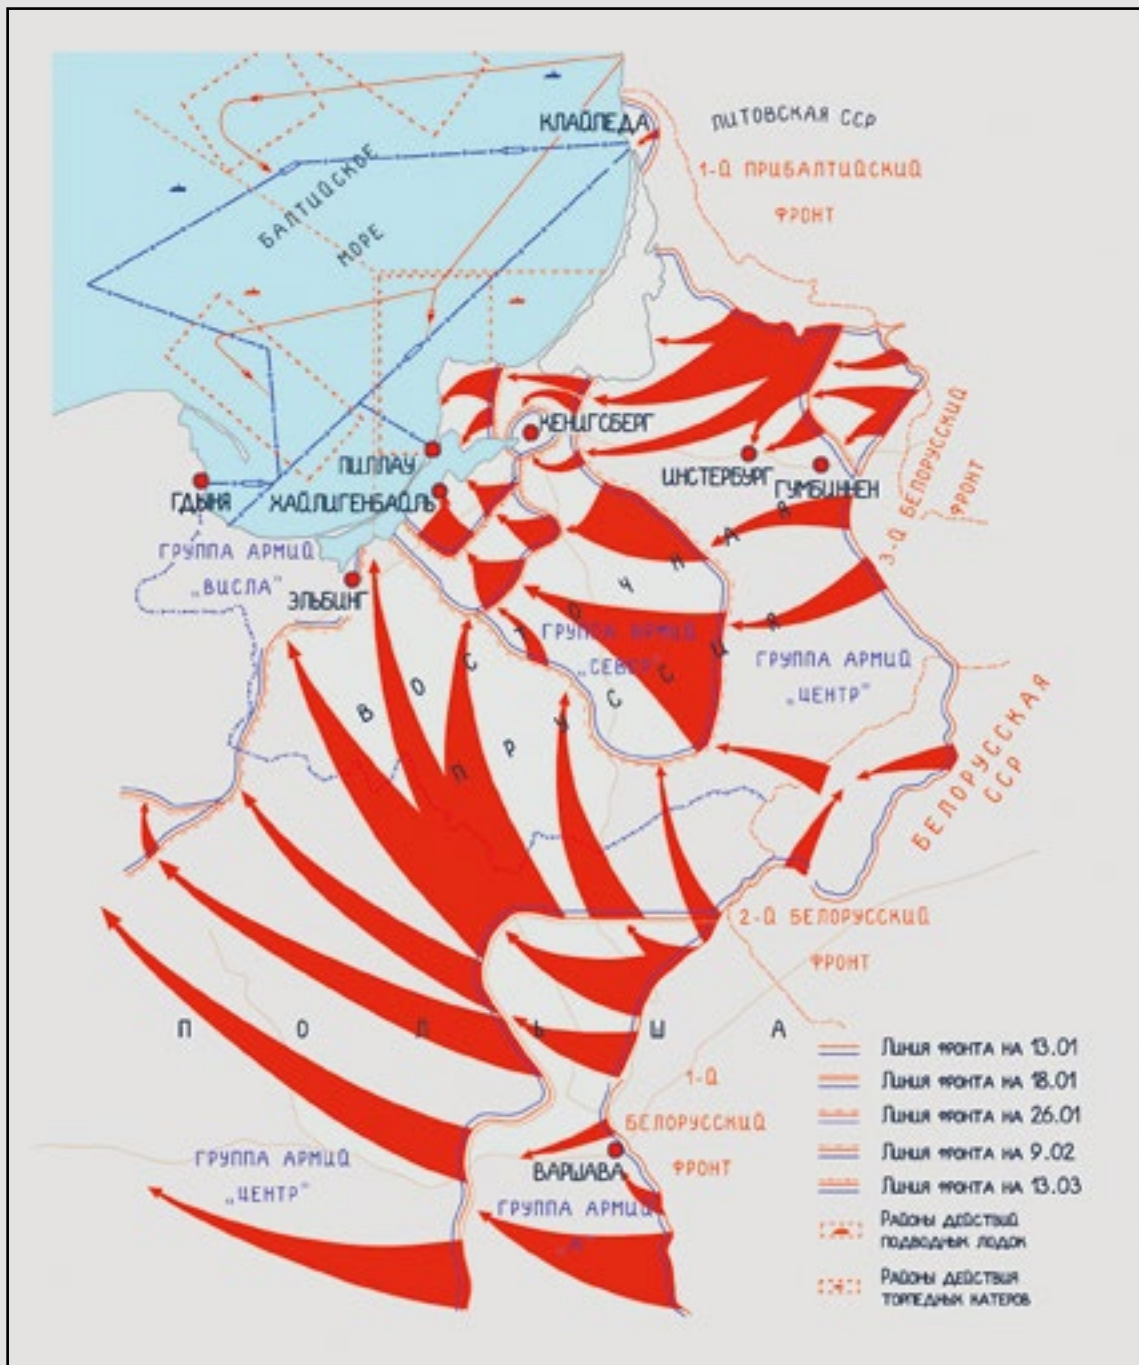 КЛАЙПЕДА
ЛИТОВСКАЯ ССР
1-Й ПРИБАЛТИЙСКИЙ
ФРОНТ
БАЛТИЙСКОЕ
МОРЕ
КЕНИГСБЕРГ
ПИЛЛАУ
ИНСТЕРБУРГ
ГУМБИННЕН
3-Й БЕЛОРУССКИЙ
ФРОНТ
ГДЫНЯ
ХАЙЛИГЕНБАЙЛЬ
ГРУППА АРМИЙ
„ВИСЛА"
ЭЛЬБИНГ
ВОСТОЧНАЯ
ПРУССИЯ
ГРУППА АРМИЙ
„СЕВЕР"
ГРУППА АРМИЙ
„ЦЕНТР"
БЕЛОРУССКАЯ
ССР
2-Й БЕЛОРУССКИЙ
ФРОНТ
ПОЛЬША
1-Й
БЕЛОРУССКИЙ
ФРОНТ
ВАРШАВА
ГРУППА АРМИЙ
„ЦЕНТР"
ГРУППА АРМИЙ
„А"
Линия фронта на 13.01
Линия фронта на 18.01
Линия фронта на 26.01
Линия фронта на 9.02
Линия фронта на 13.03
Районы действий
подводных лодок
Районы действия
торпедных катеров